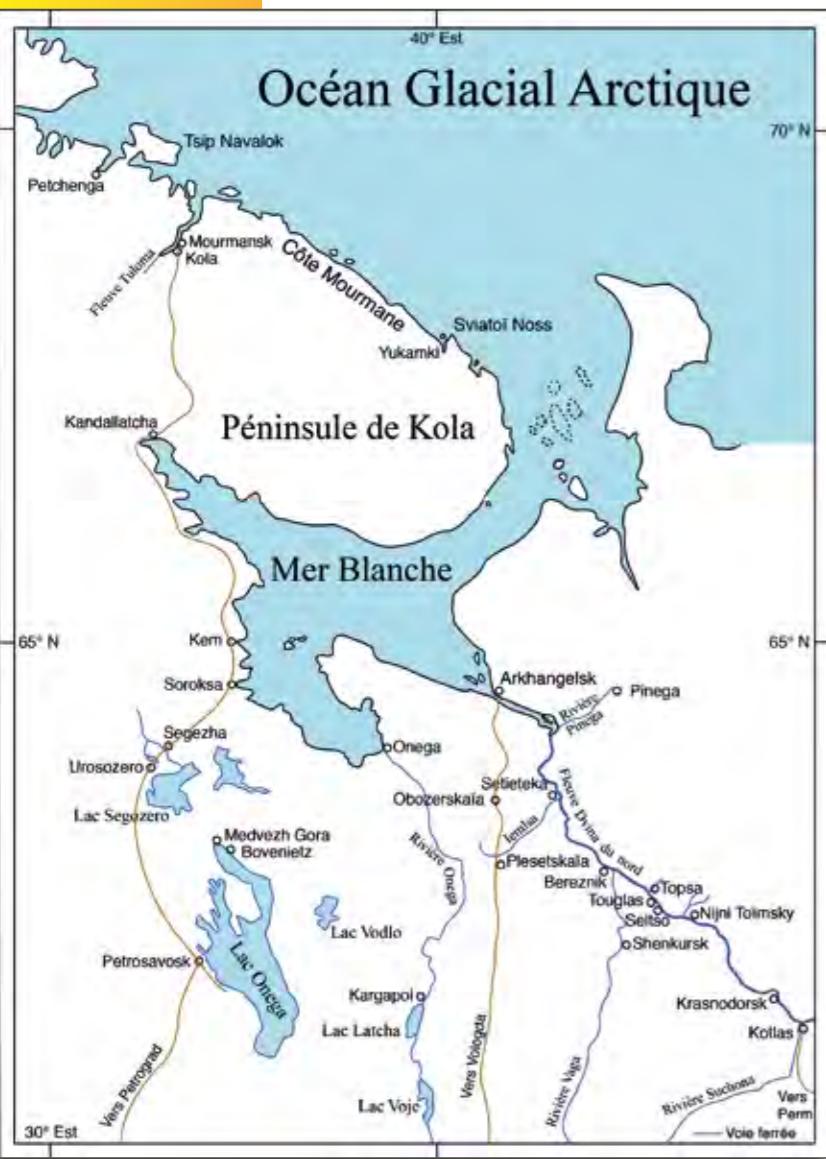 40° Est
Océan Glacial Arctique
70° N
Tsip Navalok
Petchenga
Mourmansk
Kola
Fleuve Tuloma
Côte Mourmane
Sviatoï Noss
Yukamki
Kandallatcha
Péninsule de Kola
Mer Blanche
65° N
Kem
65° N
Soroksa
Arkhangelsk
Pinega
Rivière
Pinega
Segezha
Onega
Urosozero
Setieteka
Obozerskaïa
Lac Segozero
Iemtsa
Fleuve Dvina du nord
Medvezh Gora
Bovenietz
Rivière Onega
Plesetskaïa
Bereznik
Topsa
Touglas
Seltso
Nijni Tolimsky
Lac Vodlo
Shenkursk
Petrosavosk
Lac Onega
Kargapol
Krasnodorsk
Lac Latcha
Kotlas
Vers Petrograd
Vers Vologda
Rivière Vaga
Rivière Suchona
Lac Vojé
Vers
Perm
30° Est
Voie ferrée